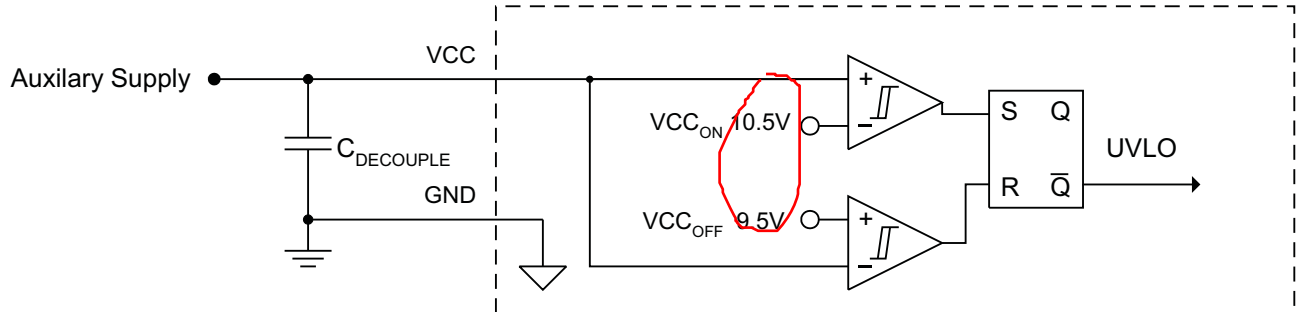 VCC
Auxilary Supply
VCC_ON 10.5V
+
−
S Q
C_DECOUPLE
UVLO
R Q̅
GND
VCC_OFF 9.5V
+
−